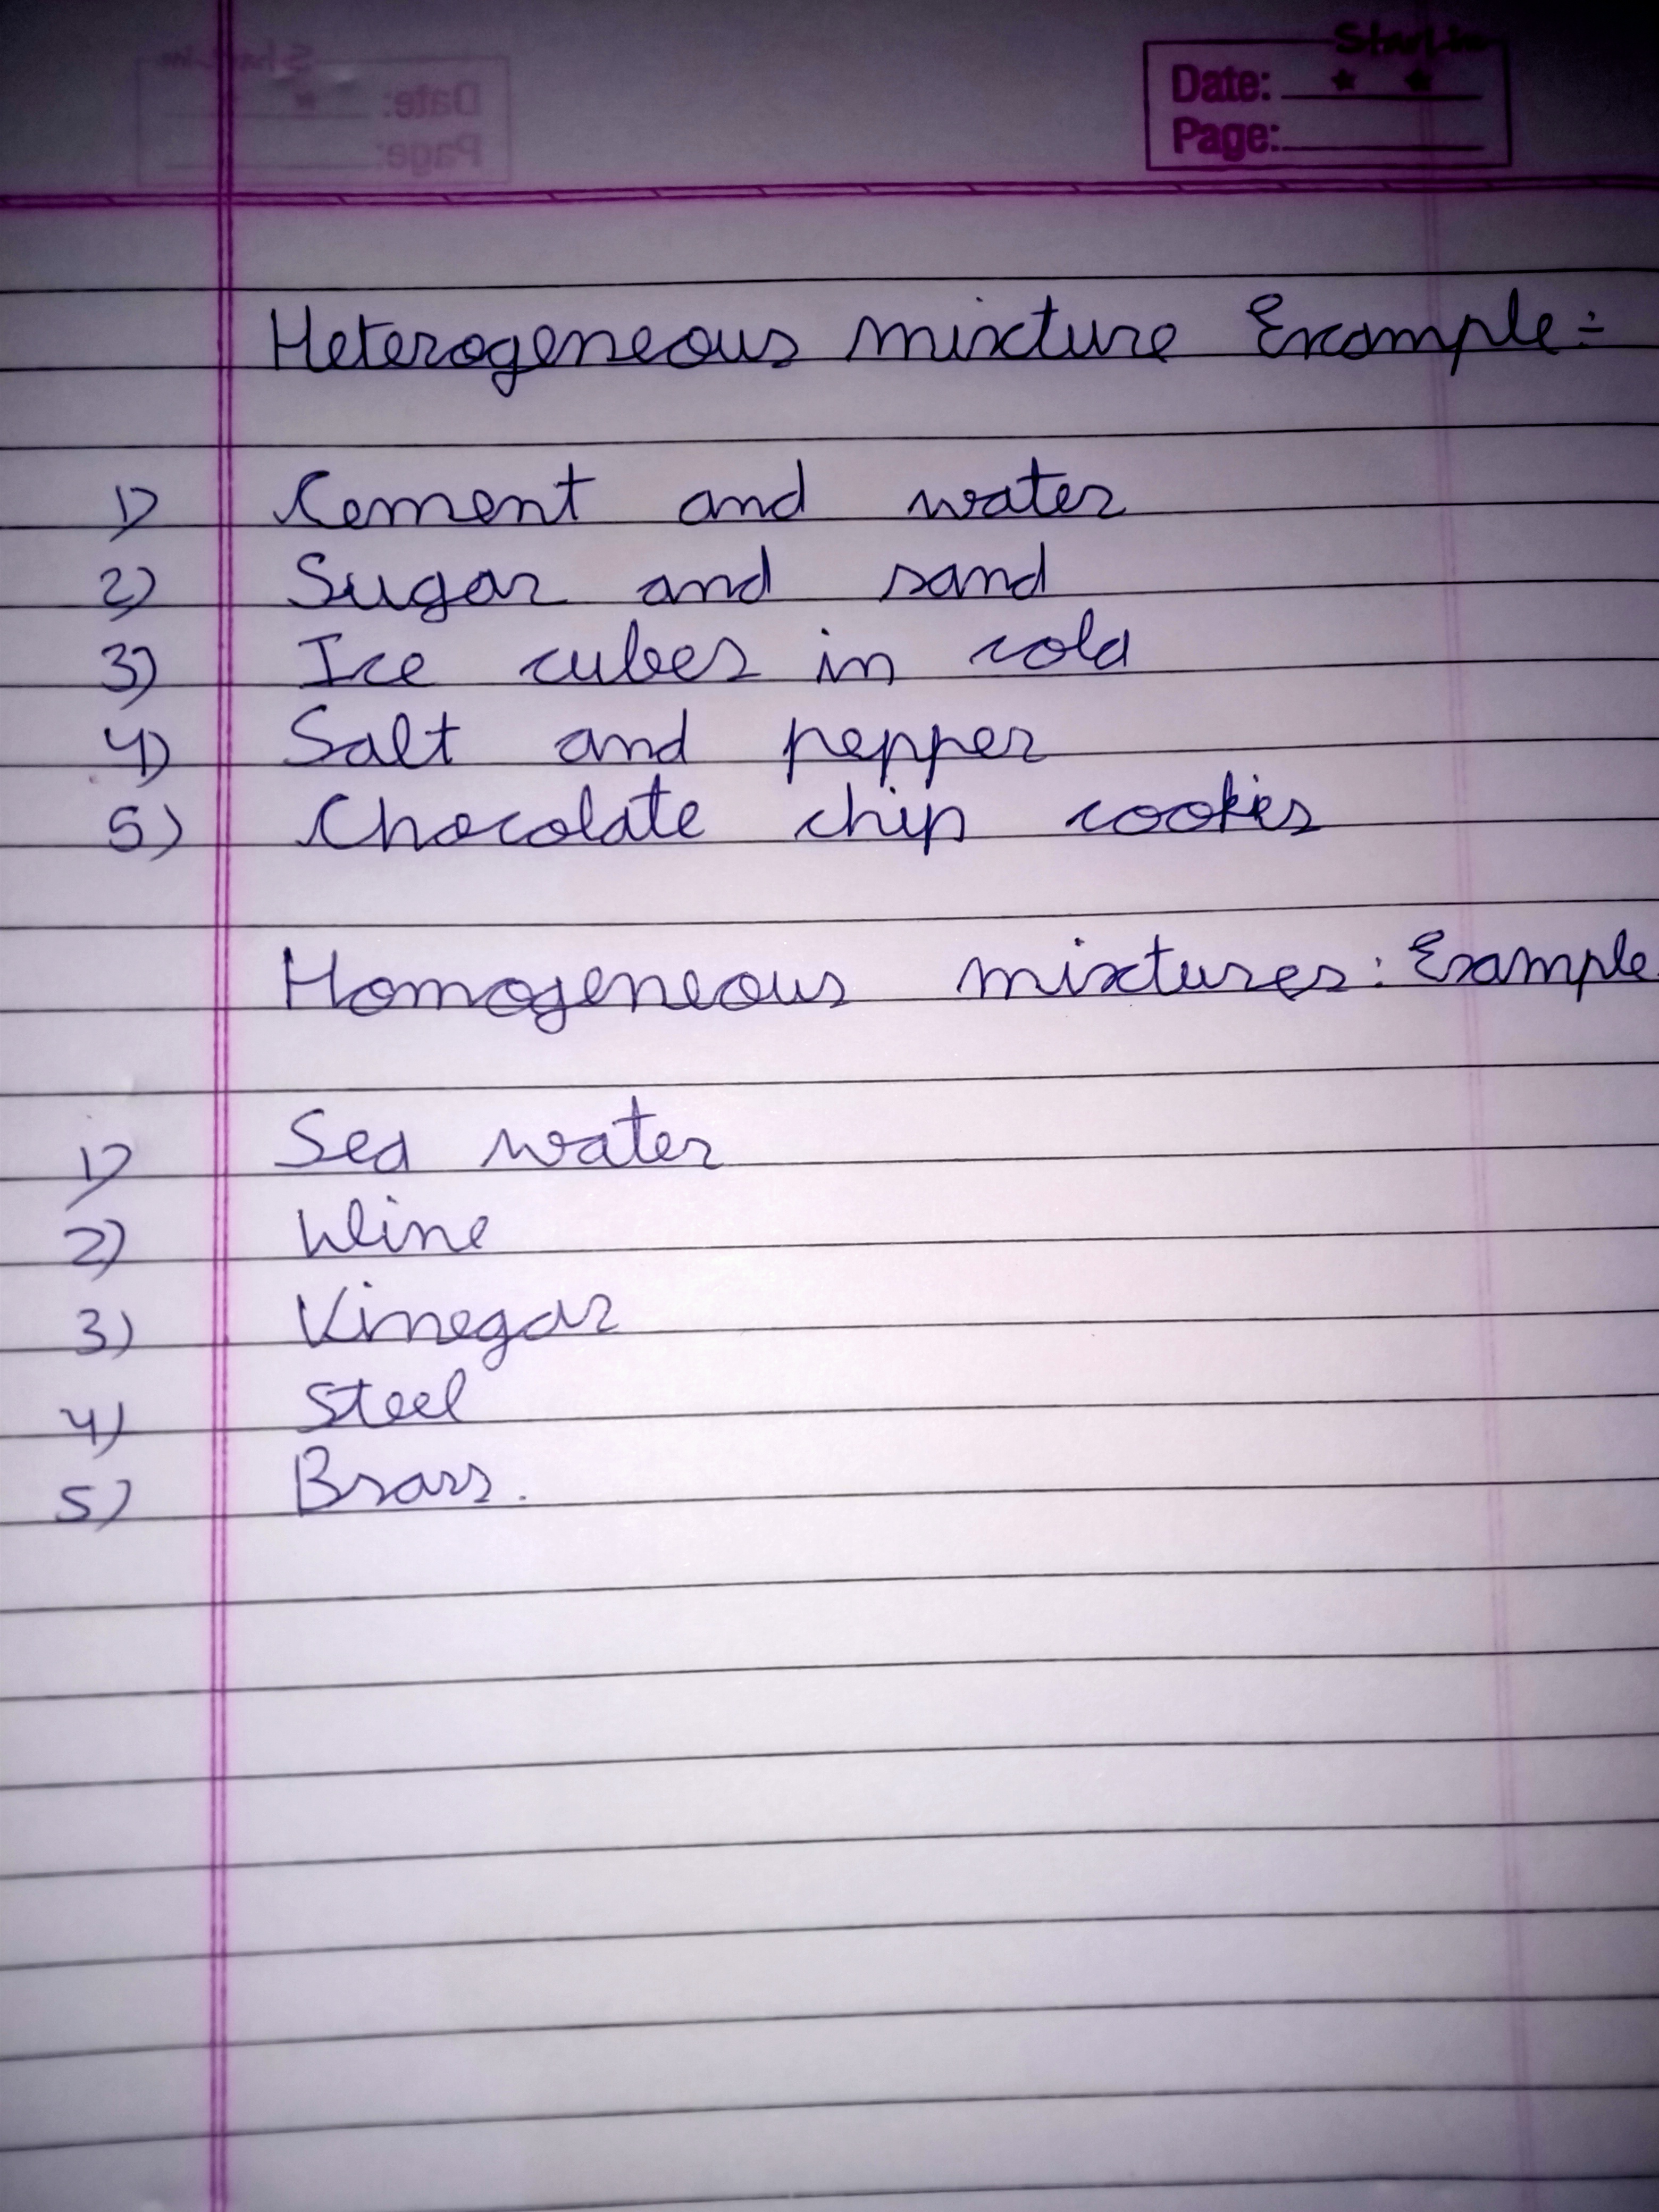 Starline
Date:
Page:
Heterogeneous mixture Example:-
1) Cement and water
2) Sugar and sand
3) Ice cubes in cold
4) Salt and pepper
5) Chocolate chip cookies
Homogeneous mixtures: Example
1) Sea water
2) Wine
3) Vinegar
4) Steel
5) Brass.